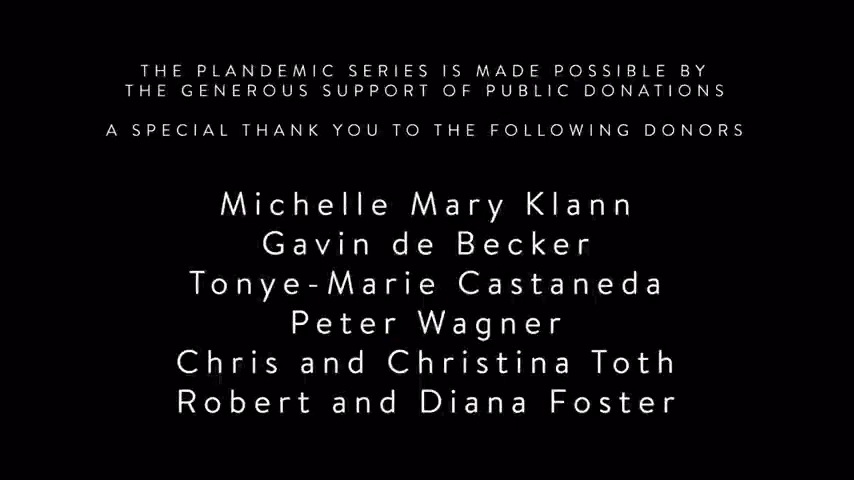 THE PLANDEMIC SERIES IS MADE POSSIBLE BY
THE GENEROUS SUPPORT OF PUBLIC DONATIONS
A SPECIAL THANK YOU TO THE FOLLOWING DONORS
Michelle Mary Klann
Gavin de Becker
Tonye-Marie Castaneda
Peter Wagner
Chris and Christina Toth
Robert and Diana Foster